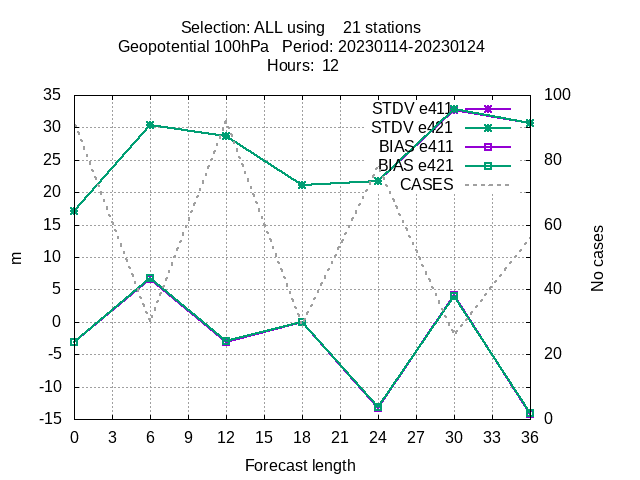 Selection: ALL using    21 stations
Geopotential 100hPa   Period: 20230114-20230124
Hours:  12
35
30
25
20
15
10
5
0
-5
-10
-15
m
STDV e411
STDV e421
BIAS e411
BIAS e421
CASES
100
80
60
40
20
0
No cases
0 3 6 9 12 15 18 21 24 27 30 33 36
Forecast length